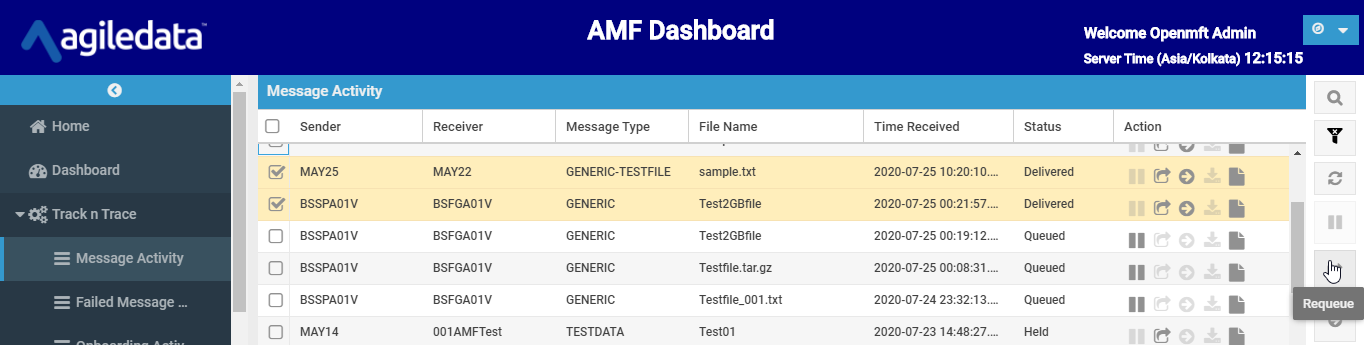 agiledata™
AMF Dashboard
Welcome Openmft Admin
Server Time (Asia/Kolkata) 12:15:15
Home
Dashboard
Track n Trace
Message Activity
Failed Message ...
Message Activity
Sender Receiver Message Type File Name Time Received Status Action
MAY25 MAY22 GENERIC-TESTFILE sample.txt 2020-07-25 10:20:10.... Delivered
BSSPA01V BSFGA01V GENERIC Test2GBfile 2020-07-25 00:21:57.... Delivered
BSSPA01V BSFGA01V GENERIC Test2GBfile 2020-07-25 00:19:12.... Queued
BSSPA01V BSFGA01V GENERIC Testfile.tar.gz 2020-07-25 00:08:31.... Queued
BSSPA01V BSFGA01V GENERIC Testfile_001.txt 2020-07-24 23:32:13.... Queued
MAY14 001AMFTest TESTDATA Test01 2020-07-23 14:48:27.... Held
Requeue